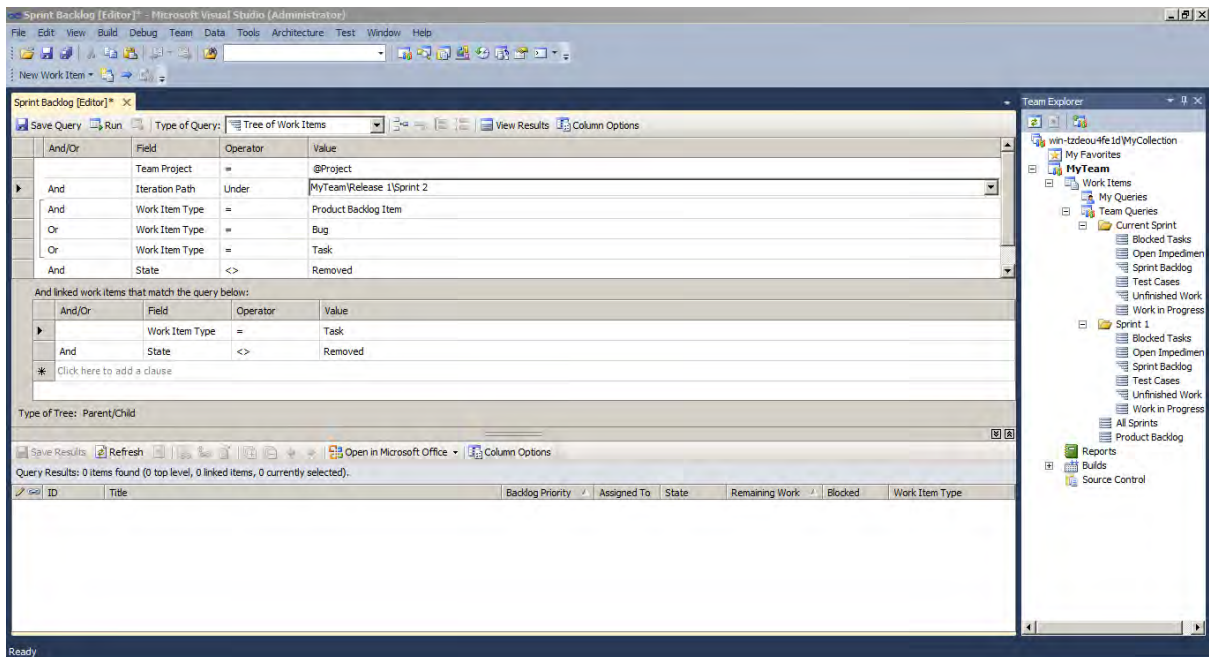 Sprint Backlog [Editor]* - Microsoft Visual Studio (Administrator)
File Edit View Build Debug Team Data Tools Architecture Test Window Help
New Work Item
Sprint Backlog [Editor]*
Save Query Run Type of Query: Tree of Work Items View Results Column Options
And/Or Field Operator Value
Team Project = @Project
And Iteration Path Under MyTeam\Release 1\Sprint 2
And Work Item Type = Product Backlog Item
Or Work Item Type = Bug
Or Work Item Type = Task
And State <> Removed
And linked work items that match the query below:
And/Or Field Operator Value
Work Item Type = Task
And State <> Removed
Click here to add a clause
Type of Tree: Parent/Child
Save Results Refresh Open in Microsoft Office Column Options
Query Results: 0 items found (0 top level, 0 linked items, 0 currently selected).
ID Title Backlog Priority Assigned To State Remaining Work Blocked Work Item Type
Team Explorer
win-tzdeou4fe1d\MyCollection
My Favorites
MyTeam
Work Items
My Queries
Team Queries
Current Sprint
Blocked Tasks
Open Impedimen
Sprint Backlog
Test Cases
Unfinished Work
Work in Progress
Sprint 1
Blocked Tasks
Open Impedimen
Sprint Backlog
Test Cases
Unfinished Work
Work in Progress
All Sprints
Product Backlog
Reports
Builds
Source Control
Ready